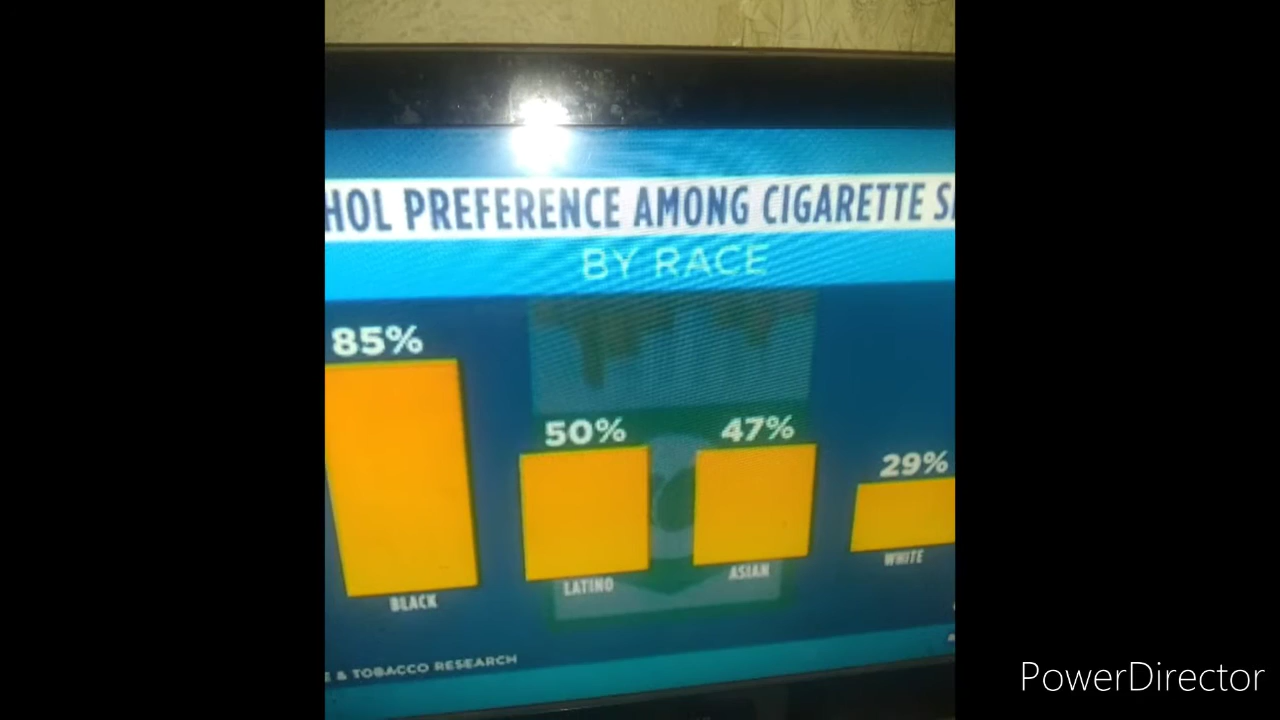 HOL PREFERENCE AMONG CIGARETTE S
BY RACE
85%
50%
47%
29%
BLACK
LATINO
ASIAN
WHITE
E & TOBACCO RESEARCH
PowerDirector